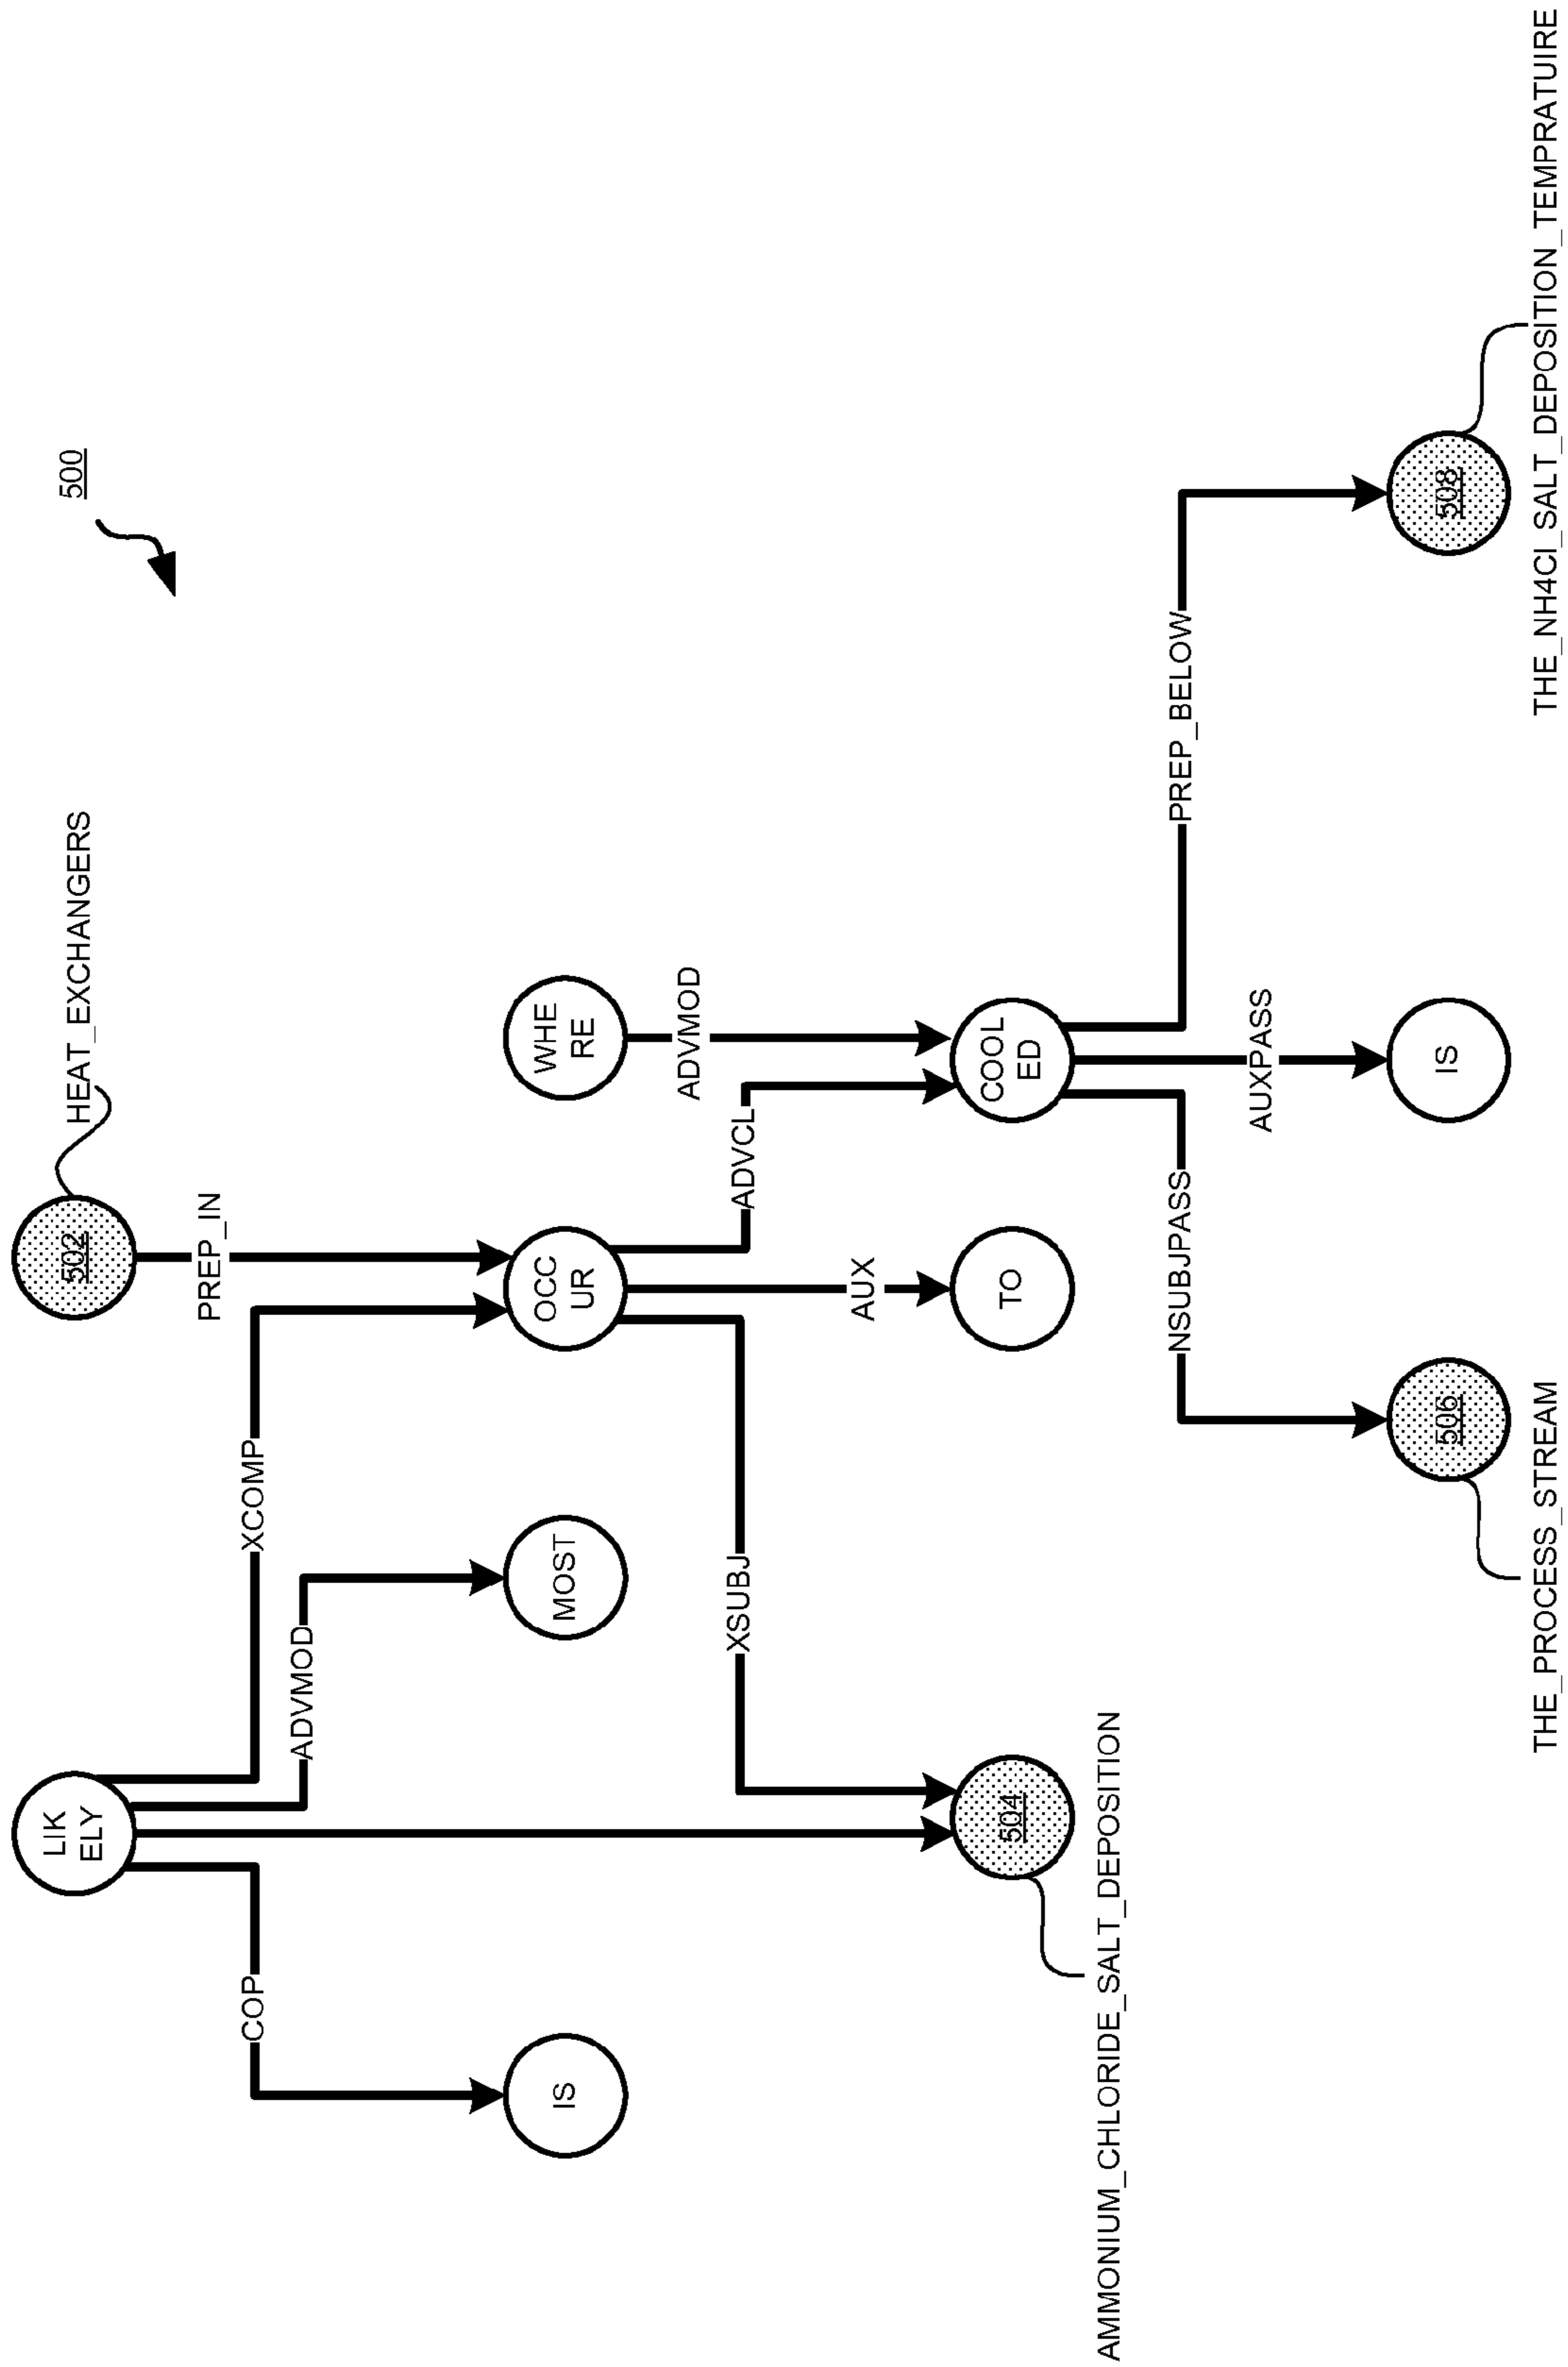 500
HEAT_EXCHANGERS
502
LIK
ELY
PREP_IN
XCOMP
ADVMOD
COP
IS
MOST
OCC
UR
WHE
RE
ADVMOD
ADVCL
XSUBJ
AUX
504
AMMONIUM_CHLORIDE_SALT_DEPOSITION
TO
COOL
ED
NSUBJPASS
AUXPASS
PREP_BELOW
506
THE_PROCESS_STREAM
IS
508
THE_NH4Cl_SALT_DEPOSITION_TEMPRATUIRE